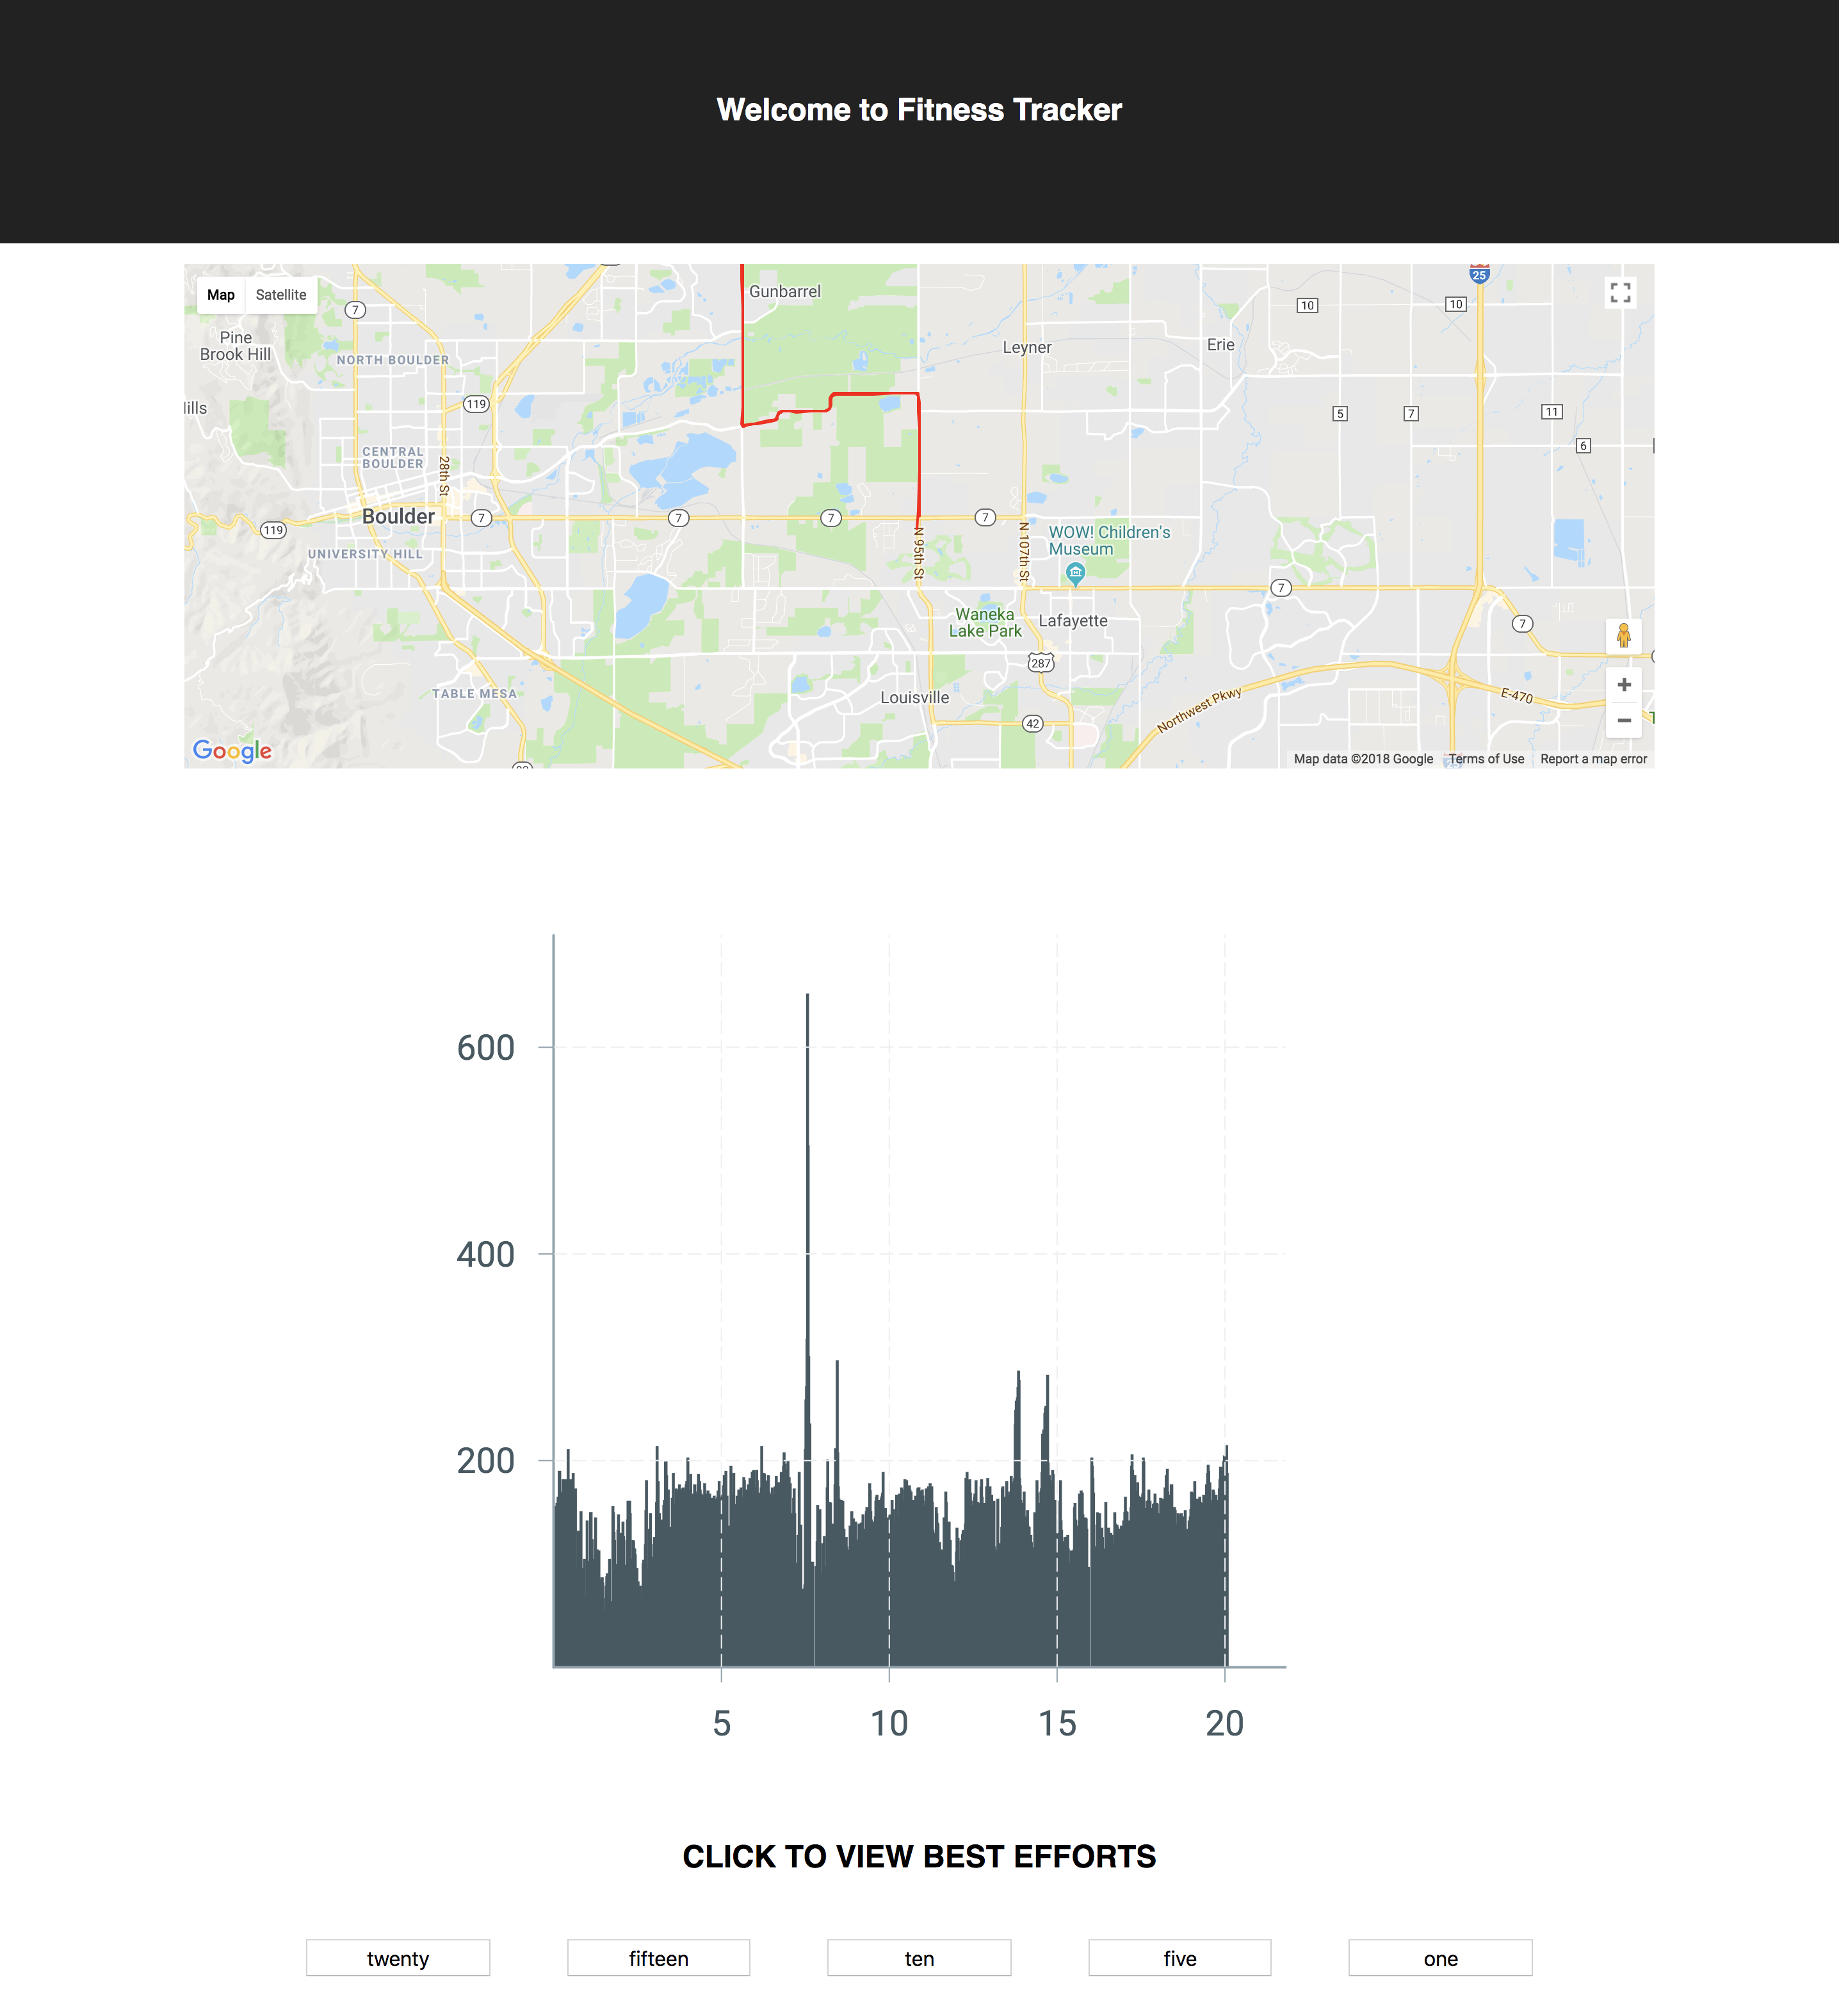 Welcome to Fitness Tracker
Map
Satellite
Gunbarrel
25
7
10
10
Pine
Brook Hill
NORTH BOULDER
Leyner
Erie
119
5
7
11
6
CENTRAL
BOULDER
28th St
Boulder
7
7
7
7
119
N 95th St
N 107th St
WOW! Children's
Museum
UNIVERSITY HILL
7
Waneka
Lake Park
Lafayette
7
287
TABLE MESA
Louisville
Northwest Pkwy
E-470
42
Google
Map data ©2018 Google
Terms of Use
Report a map error
600
400
200
5
10
15
20
CLICK TO VIEW BEST EFFORTS
twenty
fifteen
ten
five
one